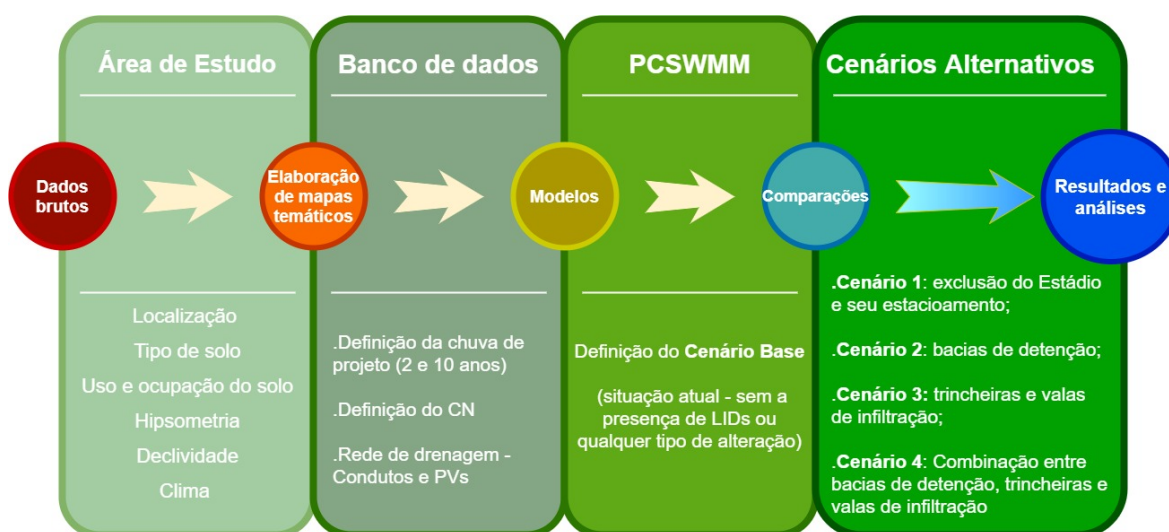 Área de Estudo
Banco de dados
PCSWMM
Cenários Alternativos
Dados
brutos
Elaboração
de mapas
temáticos
Modelos
Comparações
Resultados e
análises
Localização
Tipo de solo
Uso e ocupação do solo
Hipsometria
Declividade
Clima
.Definição da chuva de
projeto (2 e 10 anos)
.Definição do CN
.Rede de drenagem -
Condutos e PVs
Definição do Cenário Base
(situação atual - sem a
presença de LIDs ou
qualquer tipo de alteração)
.Cenário 1: exclusão do Estádio
e seu estacioamento;
.Cenário 2: bacias de detenção;
.Cenário 3: trincheiras e valas
de infiltração;
.Cenário 4: Combinação entre
bacias de detenção, trincheiras e
valas de infiltração